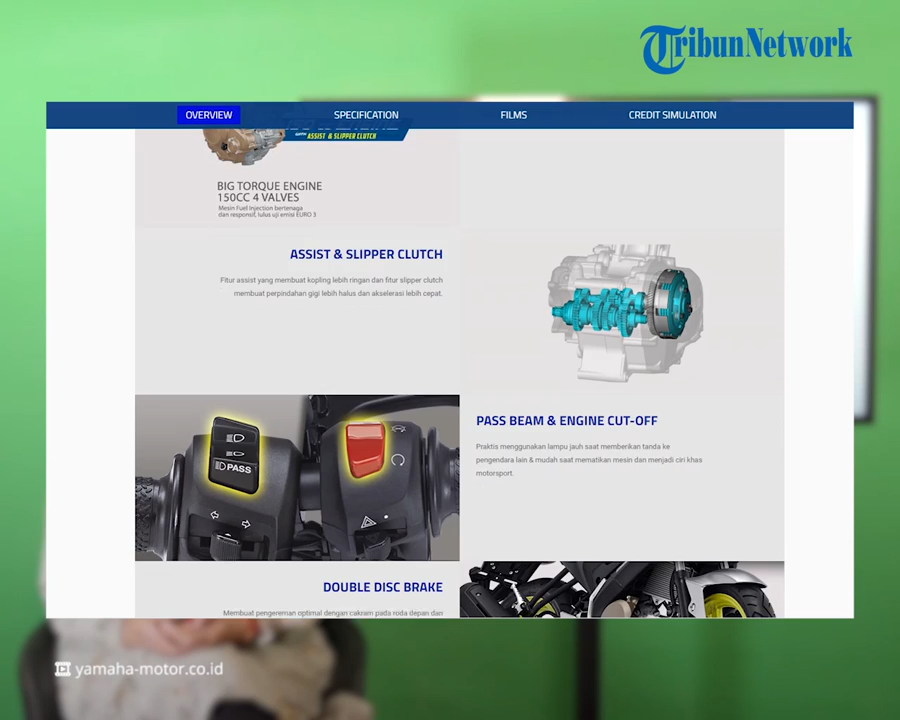 TribunNetwork
OVERVIEW
SPECIFICATION
FILMS
CREDIT SIMULATION
ASSIST & SLIPPER CLUTCH
BIG TORQUE ENGINE
150CC 4 VALVES
Mesin Fuel Injection bertenaga
dan responsif, lulus uji emisi EURO 3
ASSIST & SLIPPER CLUTCH
Fitur assist yang membuat kopling lebih ringan dan fitur slipper clutch
membuat perpindahan gigi lebih halus dan akselerasi lebih cepat.
PASS
PASS BEAM & ENGINE CUT-OFF
Praktis menggunakan lampu jauh saat memberikan tanda ke
pengendara lain & mudah saat mematikan mesin dan menjadi ciri khas
motorsport.
DOUBLE DISC BRAKE
Membuat pengereman optimal dengan cakram pada roda depan dan
yamaha-motor.co.id